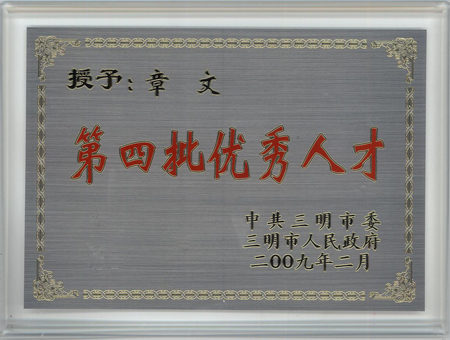 授予：章 文
第四批优秀人才
中共三明市委
三明市人民政府
二00九年二月